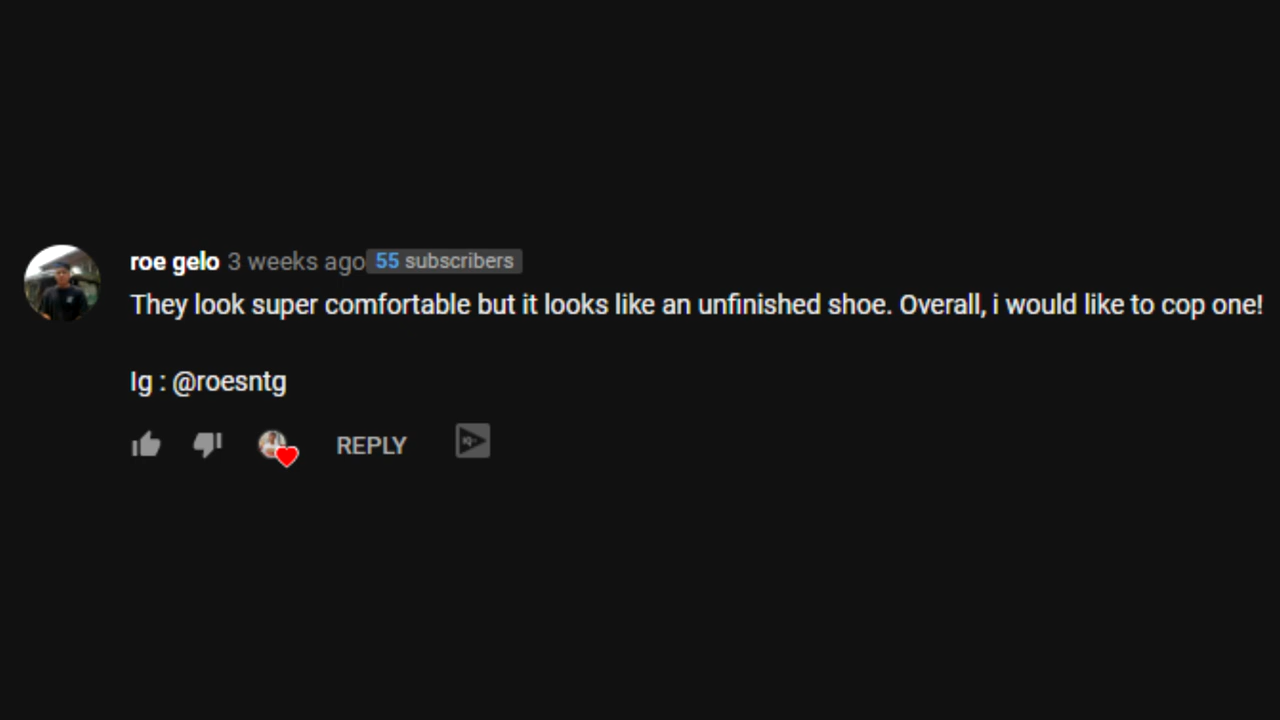 roe gelo 3 weeks ago 55 subscribers
They look super comfortable but it looks like an unfinished shoe. Overall, i would like to cop one!
Ig : @roesntg
REPLY